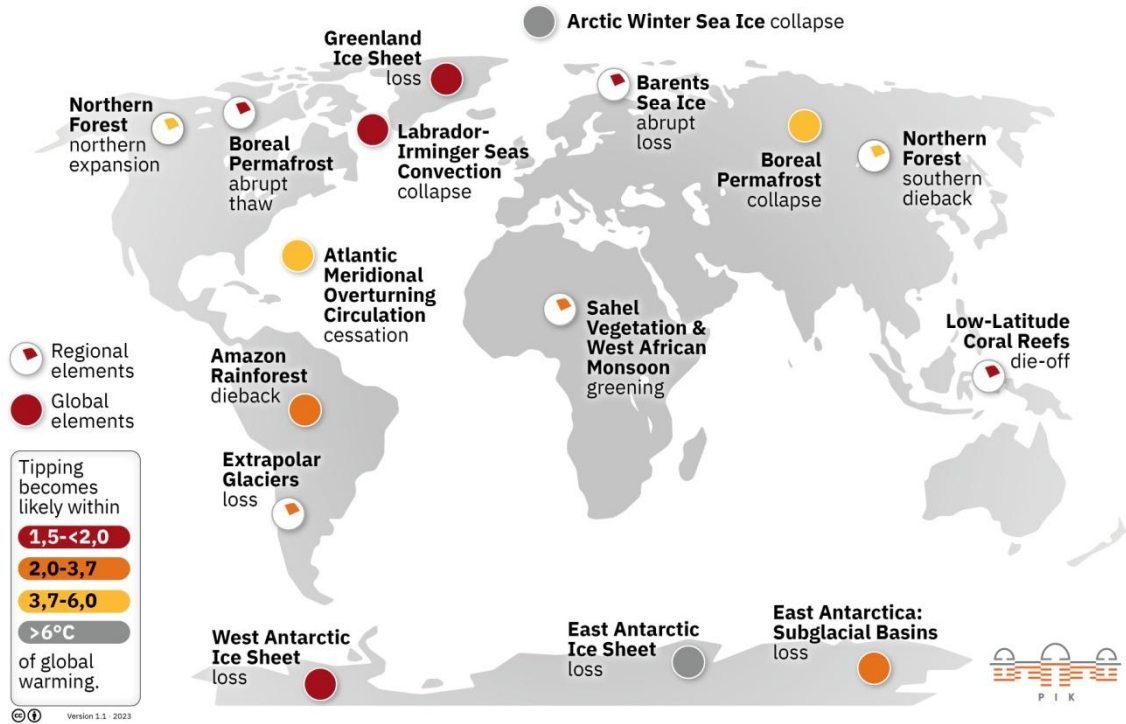 Arctic Winter Sea Ice collapse
Greenland
Ice Sheet
loss
Northern
Forest
northern
expansion
Boreal
Permafrost
abrupt
thaw
Labrador-
Irminger Seas
Convection
collapse
Barents
Sea Ice
abrupt
loss
Boreal
Permafrost
collapse
Northern
Forest
southern
dieback
Atlantic
Meridional
Overturning
Circulation
cessation
Sahel
Vegetation &
West African
Monsoon
greening
Low-Latitude
Coral Reefs
die-off
Regional
elements
Global
elements
Amazon
Rainforest
dieback
Extrapolar
Glaciers
loss
Tipping
becomes
likely within
1,5-<2,0
2,0-3,7
3,7-6,0
>6°C
of global
warming.
West Antarctic
Ice Sheet
loss
East Antarctic
Ice Sheet
loss
East Antarctica:
Subglacial Basins
loss
P I K
cc Version 1.1 · 2023